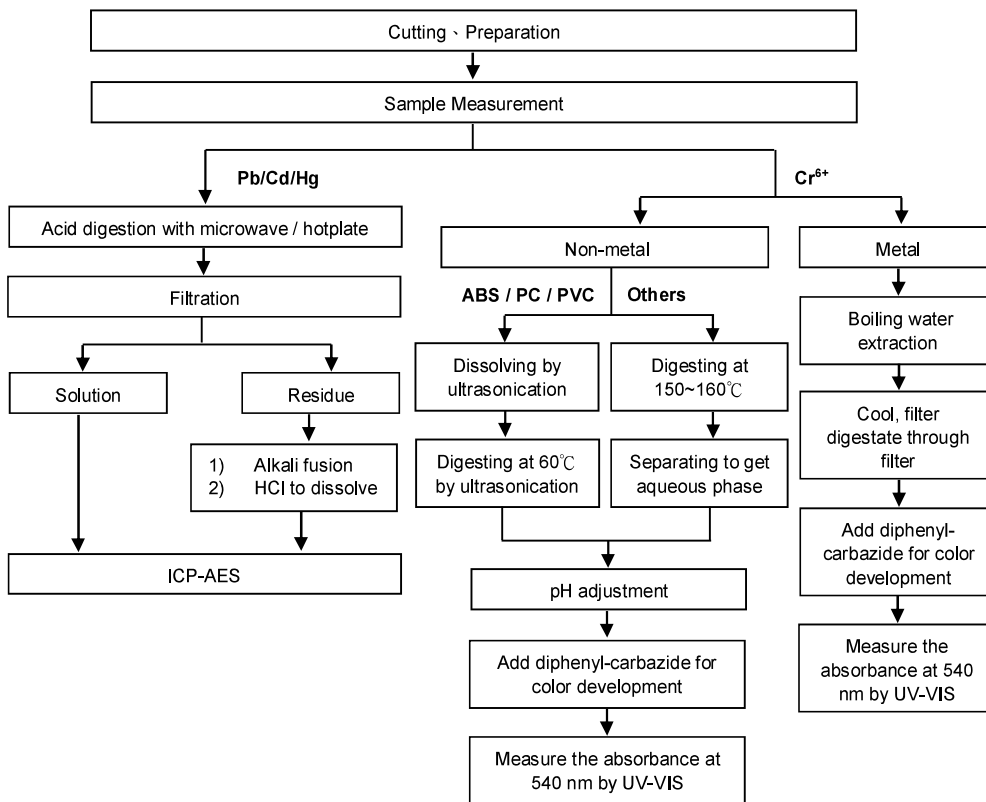 Cutting、Preparation
Sample Measurement
Pb/Cd/Hg
Cr⁶⁺
Acid digestion with microwave / hotplate
Filtration
Solution
Residue
1) Alkali fusion
2) HCl to dissolve
ICP-AES
Non-metal
ABS / PC / PVC
Others
Dissolving by
ultrasonication
Digesting at
150~160℃
Digesting at 60℃
by ultrasonication
Separating to get
aqueous phase
pH adjustment
Add diphenyl-carbazide for
color development
Measure the absorbance at
540 nm by UV-VIS
Metal
Boiling water
extraction
Cool, filter
digestate through
filter
Add diphenyl-
carbazide for color
development
Measure the
absorbance at 540
nm by UV-VIS